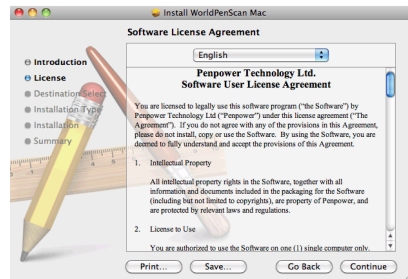 Install WorldPenScan Mac
Software License Agreement
Introduction
License
Destination Select
Installation Type
Installation
Summary
English
Penpower Technology Ltd.
Software User License Agreement
You are licensed to legally use this software program (“the Software”) by
Penpower Technology Ltd (“Penpower”) under this license agreement (“The
Agreement”). If you do not agree with any of the provisions in this Agreement,
please do not install, copy or use the Software. By using the Software, you are
deemed to fully understand and accept the provisions of this Agreement.
1. Intellectual Property
All intellectual property rights in the Software, together with all
information and documents included in the packaging for the Software
(including but not limited to copyrights), are property of Penpower, and
are protected by relevant laws and regulations.
2. License to Use
You are authorized to use the Software on one (1) single computer only.
Print...
Save...
Go Back
Continue